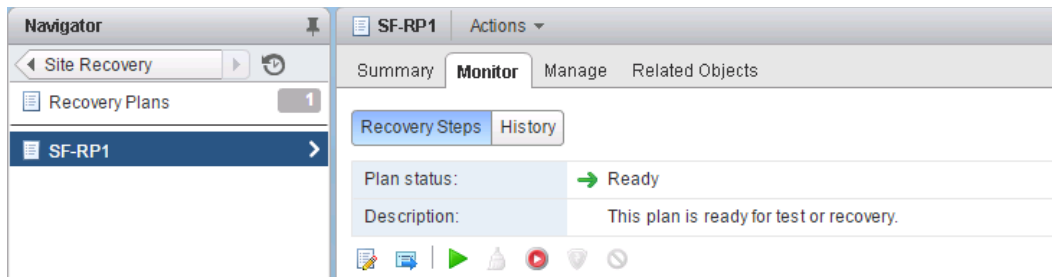 Navigator
Site Recovery
Recovery Plans 1
SF-RP1
SF-RP1 Actions
Summary Monitor Manage Related Objects
Recovery Steps History
Plan status: Ready
Description: This plan is ready for test or recovery.